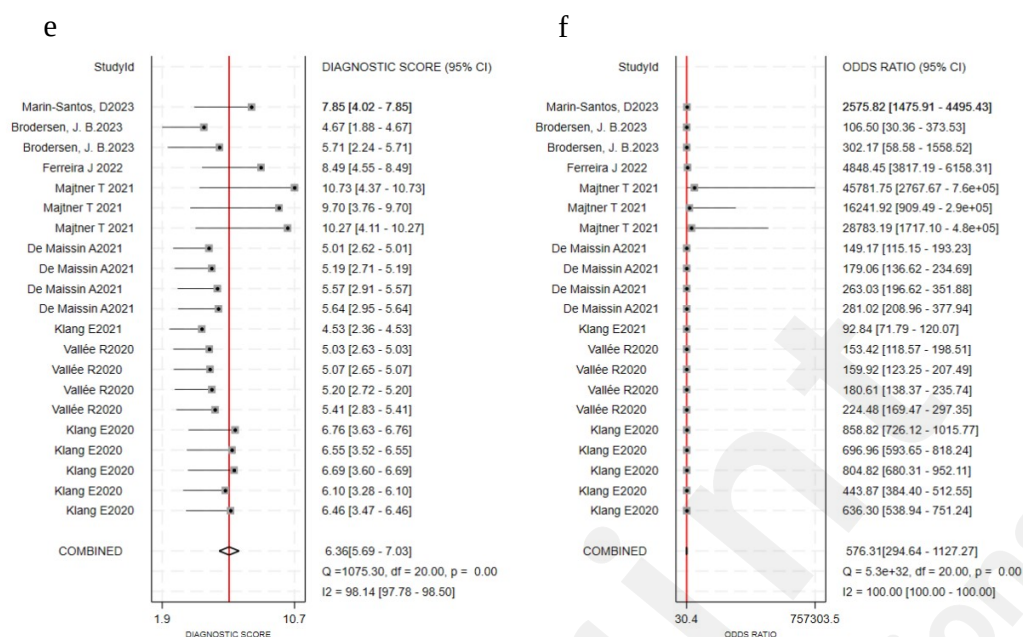 e
StudyId DIAGNOSTIC SCORE (95% CI)
Marin-Santos, D2023 7.85 [4.02 - 7.85]
Brodersen, J. B.2023 4.67 [1.88 - 4.67]
Brodersen, J. B.2023 5.71 [2.24 - 5.71]
Ferreira J 2022 8.49 [4.55 - 8.49]
Majtner T 2021 10.73 [4.37 - 10.73]
Majtner T 2021 9.70 [3.76 - 9.70]
Majtner T 2021 10.27 [4.11 - 10.27]
De Maissin A2021 5.01 [2.62 - 5.01]
De Maissin A2021 5.19 [2.71 - 5.19]
De Maissin A2021 5.57 [2.91 - 5.57]
De Maissin A2021 5.64 [2.95 - 5.64]
Klang E2021 4.53 [2.36 - 4.53]
Vallée R2020 5.03 [2.63 - 5.03]
Vallée R2020 5.07 [2.65 - 5.07]
Vallée R2020 5.20 [2.72 - 5.20]
Vallée R2020 5.41 [2.83 - 5.41]
Klang E2020 6.76 [3.63 - 6.76]
Klang E2020 6.55 [3.52 - 6.55]
Klang E2020 6.69 [3.60 - 6.69]
Klang E2020 6.10 [3.28 - 6.10]
Klang E2020 6.46 [3.47 - 6.46]
COMBINED 6.36[5.69 - 7.03]
Q =1075.30, df = 20.00, p = 0.00
I2 = 98.14 [97.78 - 98.50]
1.9 10.7
DIAGNOSTIC SCORE
f
StudyId ODDS RATIO (95% CI)
Marin-Santos, D2023 2575.82 [1475.91 - 4495.43]
Brodersen, J. B.2023 106.50 [30.36 - 373.53]
Brodersen, J. B.2023 302.17 [58.58 - 1558.52]
Ferreira J 2022 4848.45 [3817.19 - 6158.31]
Majtner T 2021 45781.75 [2767.67 - 7.6e+05]
Majtner T 2021 16241.92 [909.49 - 2.9e+05]
Majtner T 2021 28783.19 [1717.10 - 4.8e+05]
De Maissin A2021 149.17 [115.15 - 193.23]
De Maissin A2021 179.06 [136.62 - 234.69]
De Maissin A2021 263.03 [196.62 - 351.88]
De Maissin A2021 281.02 [208.96 - 377.94]
Klang E2021 92.84 [71.79 - 120.07]
Vallée R2020 153.42 [118.57 - 198.51]
Vallée R2020 159.92 [123.25 - 207.49]
Vallée R2020 180.61 [138.37 - 235.74]
Vallée R2020 224.48 [169.47 - 297.35]
Klang E2020 858.82 [726.12 - 1015.77]
Klang E2020 696.96 [593.65 - 818.24]
Klang E2020 804.82 [680.31 - 952.11]
Klang E2020 443.87 [384.40 - 512.55]
Klang E2020 636.30 [538.94 - 751.24]
COMBINED 576.31[294.64 - 1127.27]
Q = 5.3e+32, df = 20.00, p = 0.00
I2 = 100.00 [100.00 - 100.00]
30.4 757303.5
ODDS RATIO